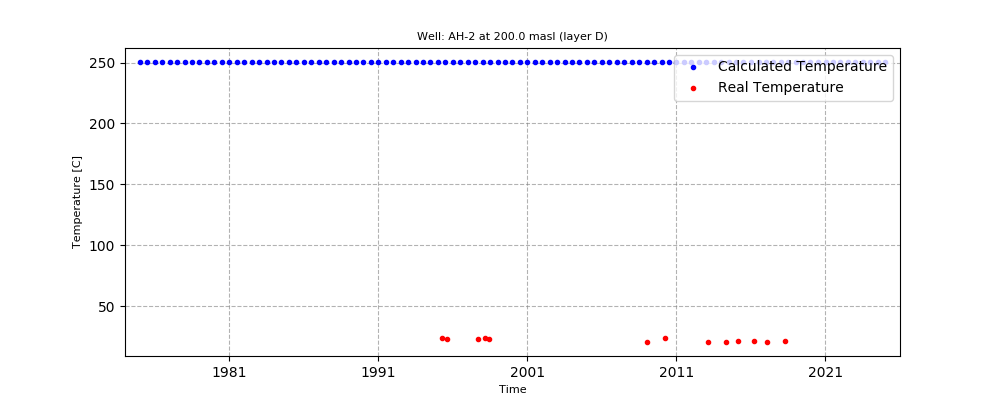 Well: AH-2 at 200.0 masl (layer D)
Calculated Temperature
Real Temperature
Temperature [C]
250
200
150
100
50
1981
1991
2001
2011
2021
Time